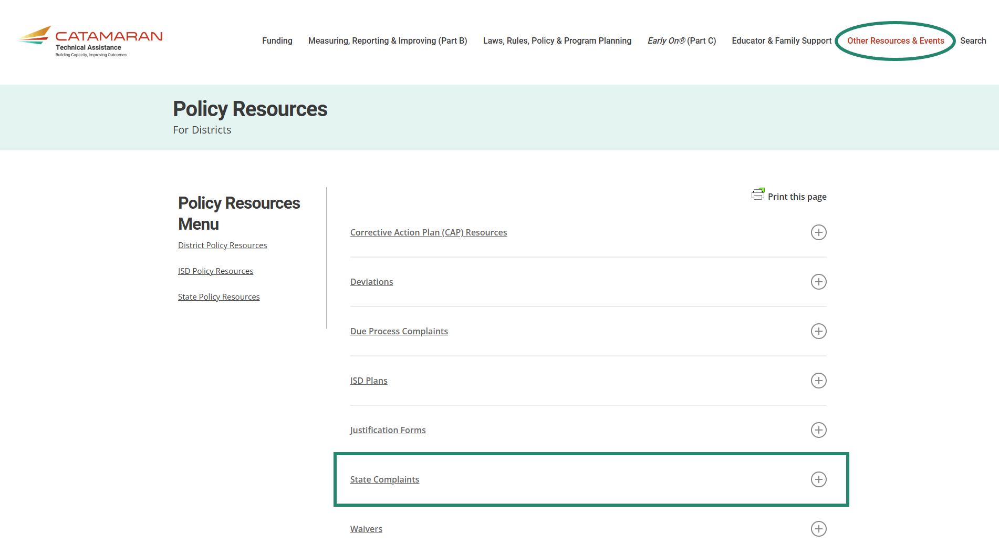 CATAMARAN
Technical Assistance
Building Capacity, Improving Outcomes
Funding
Measuring, Reporting & Improving (Part B)
Laws, Rules, Policy & Program Planning
Early On® (Part C)
Educator & Family Support
Other Resources & Events
Search
Policy Resources
For Districts
Policy Resources
Menu
District Policy Resources
ISD Policy Resources
State Policy Resources
Print this page
Corrective Action Plan (CAP) Resources
Deviations
Due Process Complaints
ISD Plans
Justification Forms
State Complaints
Waivers